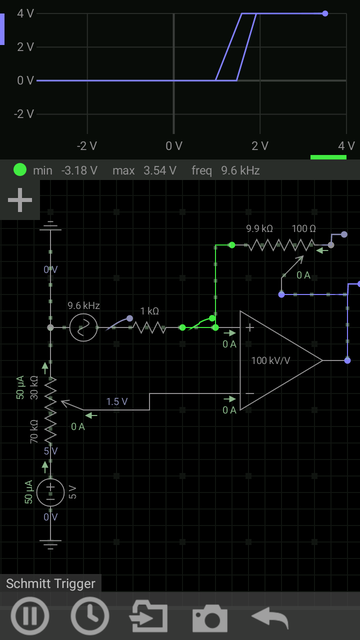 4 V
2 V
0 V
-2 V
-2 V 0 V 2 V 4 V
min -3.18 V max 3.54 V freq 9.6 kHz
9.9 kΩ 100 Ω
0 A
0V
9.6 kHz
1 kΩ
0 A
100 kV/V
50 µA
30 kΩ
1.5 V
0 A
0 A
70 kΩ
5 V
50 µA
5 V
0 V
Schmitt Trigger